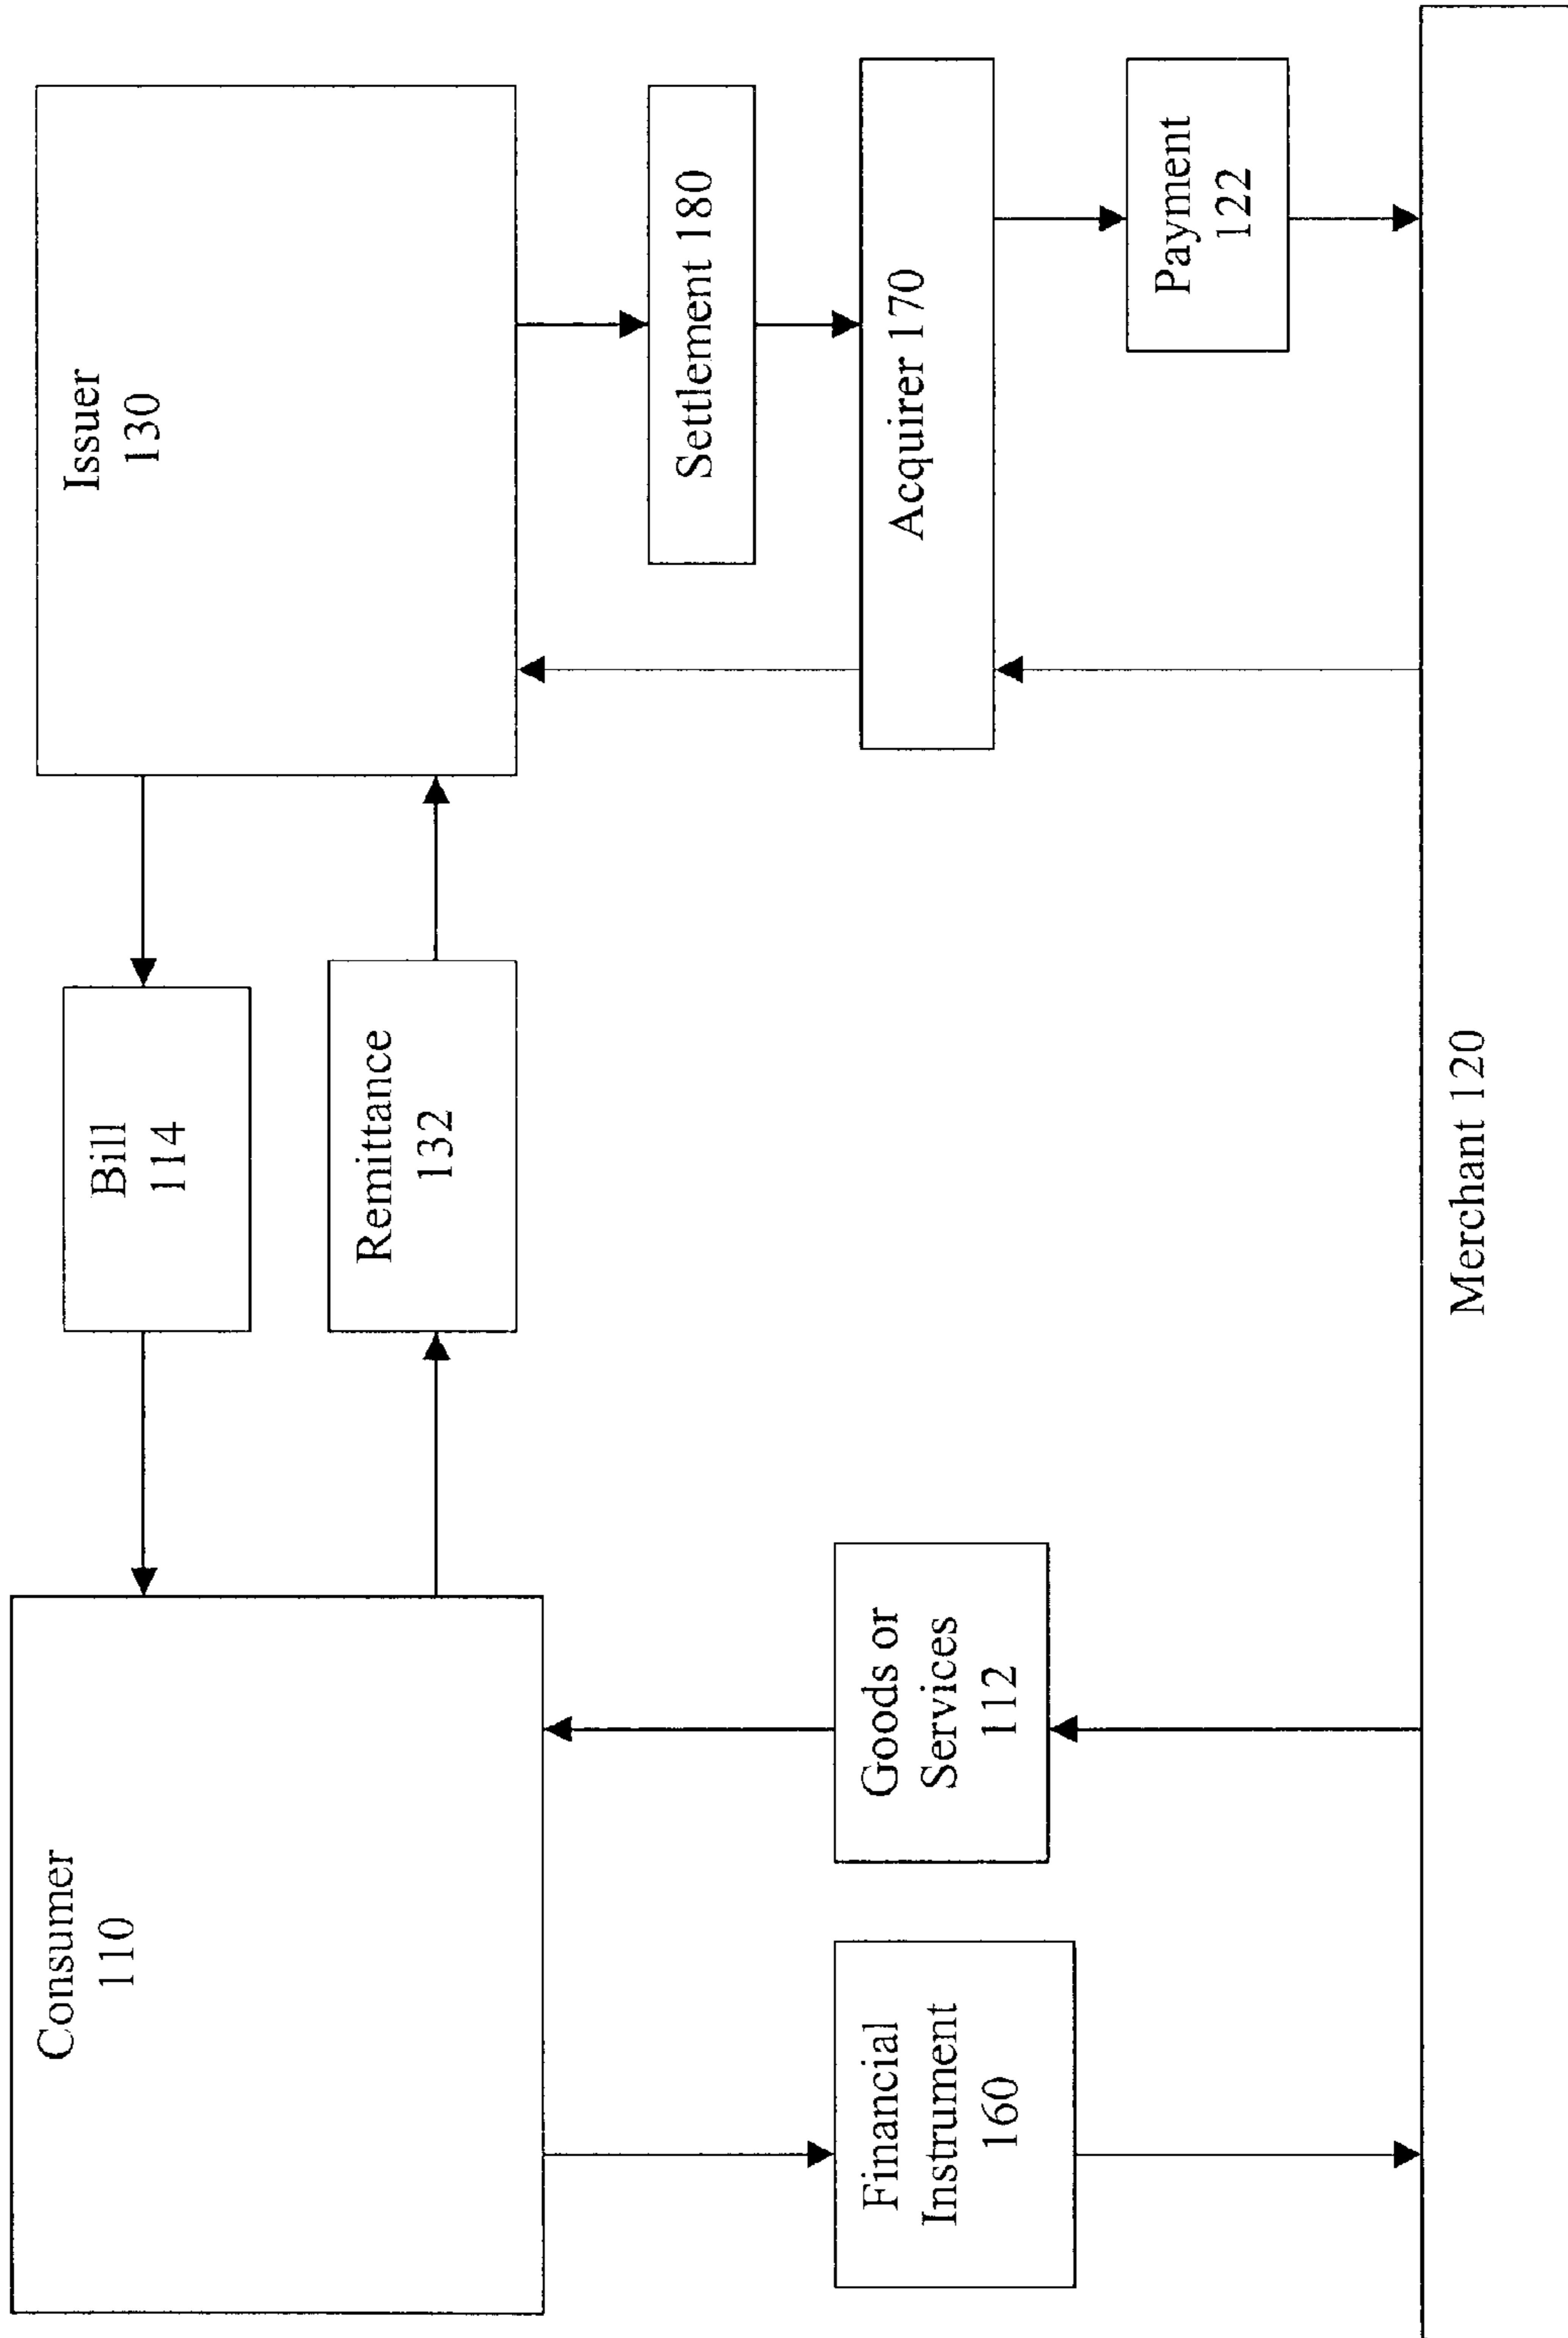 Consumer
110
Bill
114
Issuer
130
Remittance
132
Settlement 180
Financial
Instrument
160
Goods or
Services
112
Acquirer 170
Payment
122
Merchant 120